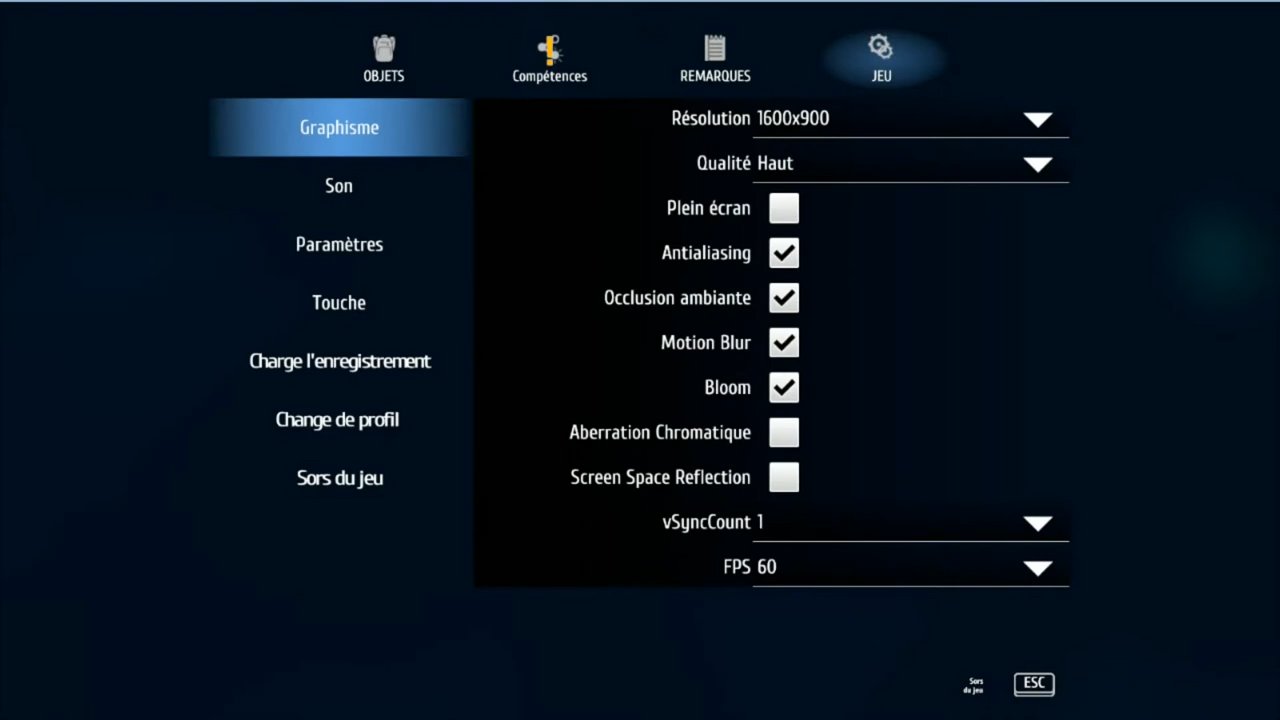 OBJETS
Compétences
REMARQUES
JEU
Graphisme
Son
Paramètres
Touche
Charge l'enregistrement
Change de profil
Sors du jeu
Résolution 1600x900
Qualité Haut
Plein écran
Antialiasing
Occlusion ambiante
Motion Blur
Bloom
Aberration Chromatique
Screen Space Reflection
vSyncCount 1
FPS 60
Sors
du jeu
ESC